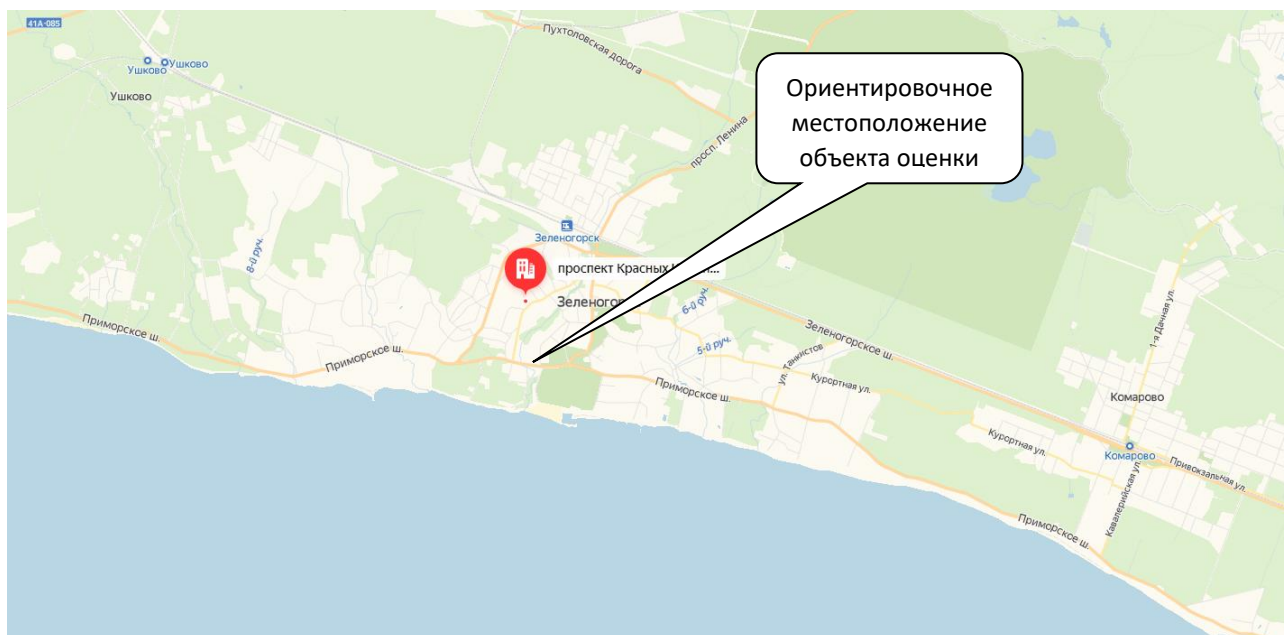 41А-085
Пухтоловская дорога
Ушково
Ушково
Ушково
Ориентировочное
местоположение
объекта оценки
просп. Ленина
Зеленогорск
8-й руч.
проспект Красных
Зеленогор
6-й руч.
1-я Дачная ул.
Приморское ш.
Зеленогорское ш.
5-й руч.
Приморское ш.
ул. Танкистов
Приморское ш.
Курортная ул.
Комарово
Курортная ул.
Комарово
Привокзальная ул.
Кавалерийская ул.
Приморское ш.